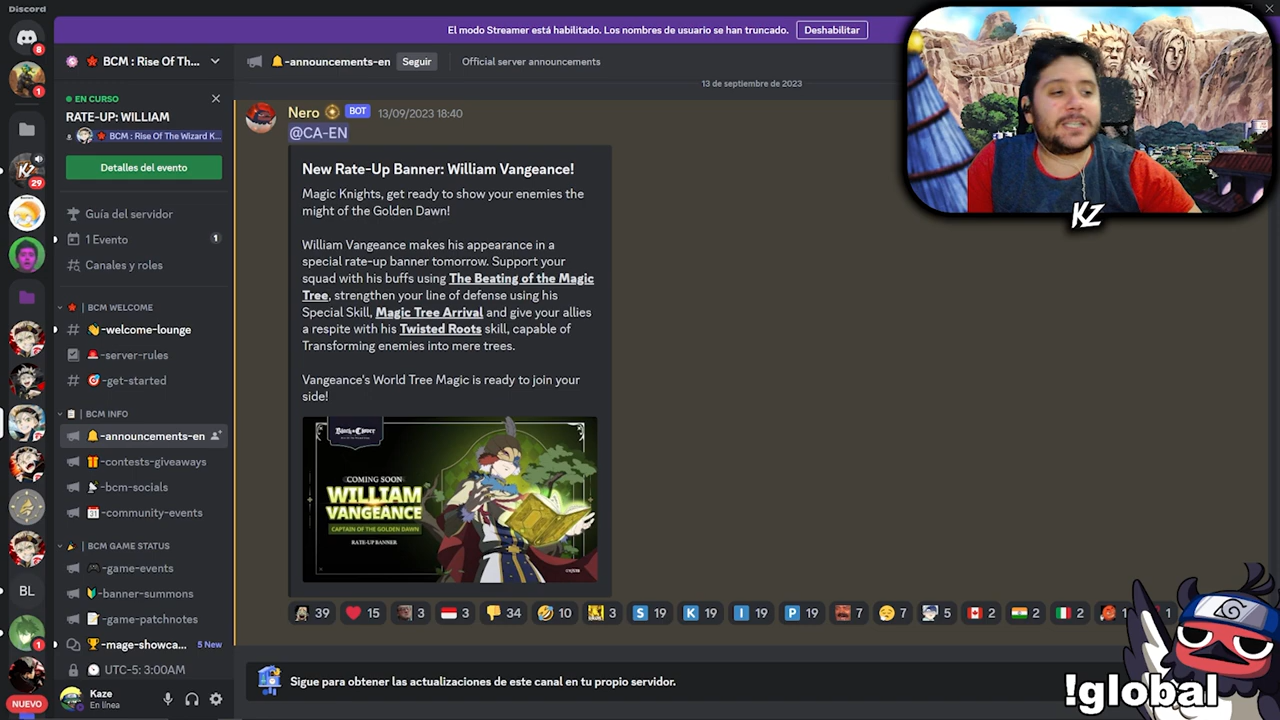 Discord
El modo Streamer está habilitado. Los nombres de usuario se han truncado.
Deshabilitar
BCM : Rise Of Th...
-announcements-en
Seguir
Official server announcements
13 de septiembre de 2023
EN CURSO
RATE-UP: WILLIAM
BCM : Rise Of The Wizard K...
Detalles del evento
Guía del servidor
1 Evento
1
Canales y roles
BCM WELCOME
-welcome-lounge
-server-rules
-get-started
BCM INFO
-announcements-en
-contests-giveaways
-bcm-socials
-community-events
BCM GAME STATUS
-game-events
-banner-summons
-game-patchnotes
-mage-showca...
5 New
UTC-5: 3:00AM
Kaze
En línea
8
1
KZ
29
BL
1
NUEVO
Nero
BOT
13/09/2023 18:40
@CA-EN
New Rate-Up Banner: William Vangeance!
Magic Knights, get ready to show your enemies the
might of the Golden Dawn!
William Vangeance makes his appearance in a
special rate-up banner tomorrow. Support your
squad with his buffs using The Beating of the Magic
Tree, strengthen your line of defense using his
Special Skill, Magic Tree Arrival and give your allies
a respite with his Twisted Roots skill, capable of
Transforming enemies into mere trees.
Vangeance's World Tree Magic is ready to join your
side!
Black Clover
COMING SOON
WILLIAM
VANGEANCE
CAPTAIN OF THE GOLDEN DAWN
RATE-UP BANNER
39
15
3
3
34
10
3
S 19
K 19
I 19
P 19
7
7
5
2
2
2
1
1
Sigue para obtener las actualizaciones de este canal en tu propio servidor.
KZ
!global